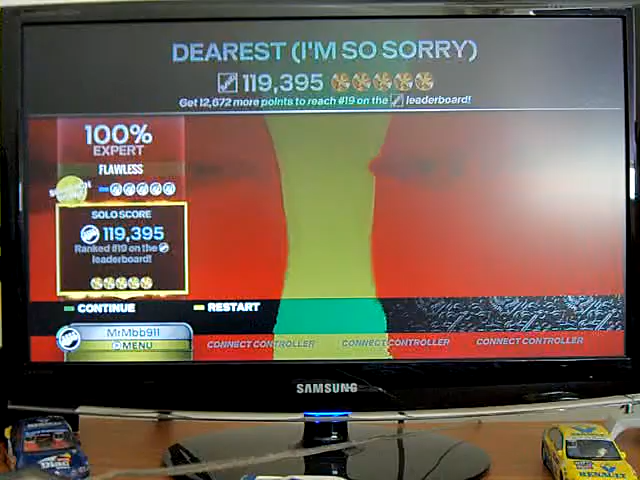 DEAREST (I'M SO SORRY)
119,395
Get 12,672 more points to reach #19 on the leaderboard!
100%
EXPERT
FLAWLESS
SOLO SCORE
119,395
Ranked #19 on the
leaderboard!
CONTINUE
RESTART
MrMbb911
MENU
CONNECT CONTROLLER
CONNECT CONTROLLER
CONNECT CONTROLLER
SAMSUNG
RENAULT